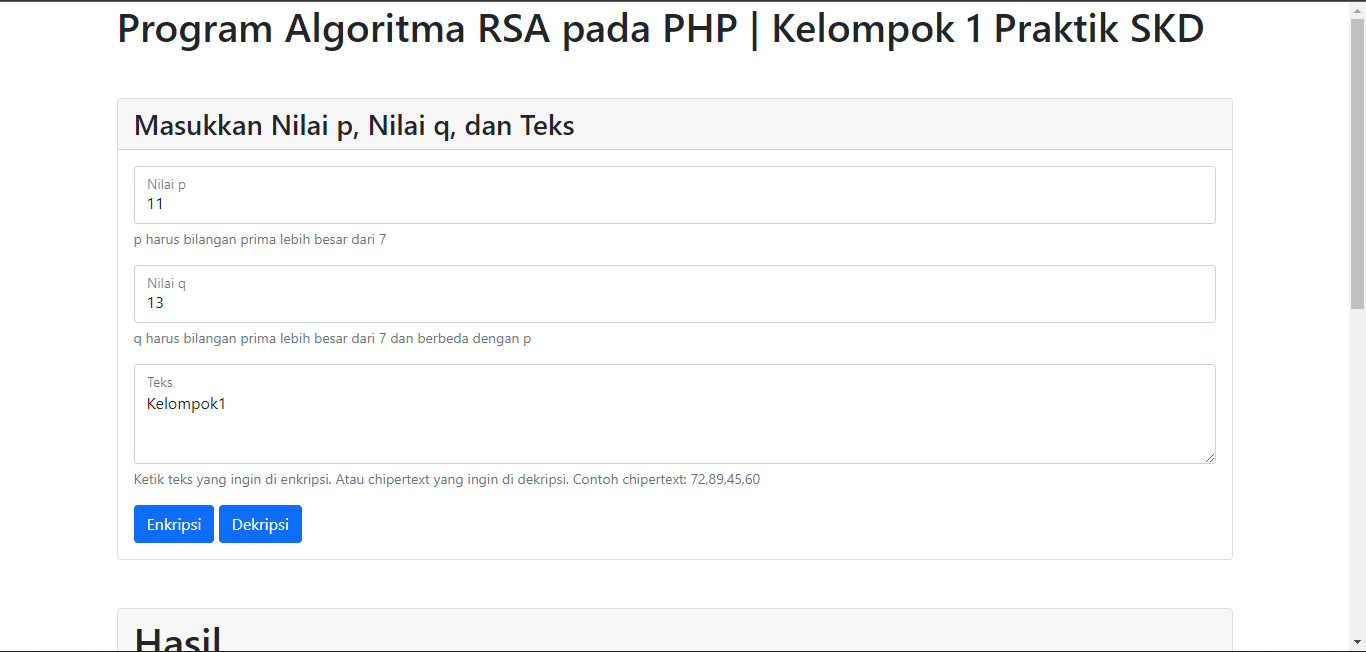 Program Algoritma RSA pada PHP | Kelompok 1 Praktik SKD
Masukkan Nilai p, Nilai q, dan Teks
Nilai p
11
p harus bilangan prima lebih besar dari 7
Nilai q
13
q harus bilangan prima lebih besar dari 7 dan berbeda dengan p
Teks
Kelompok1
Ketik teks yang ingin di enkripsi. Atau chipertext yang ingin di dekripsi. Contoh chipertext: 72,89,45,60
Enkripsi Dekripsi
Hasil